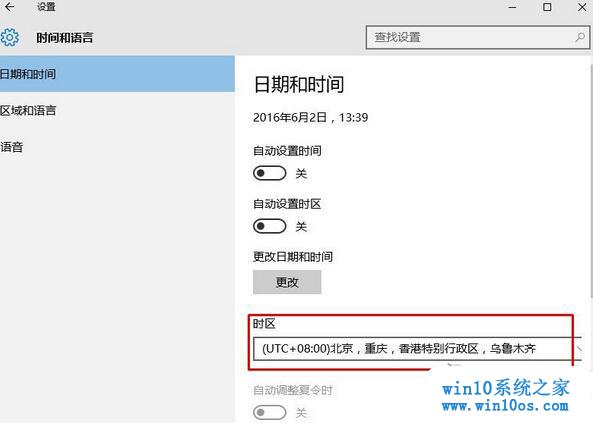 设置
时间和语言
查找设置
日期和时间
区域和语言
语音
日期和时间
2016年6月2日，13:39
自动设置时间
关
自动设置时区
关
更改日期和时间
更改
时区
(UTC+08:00)北京，重庆，香港特别行政区，乌鲁木齐
自动调整夏令时
关
win10系统之家
www.win10os.com